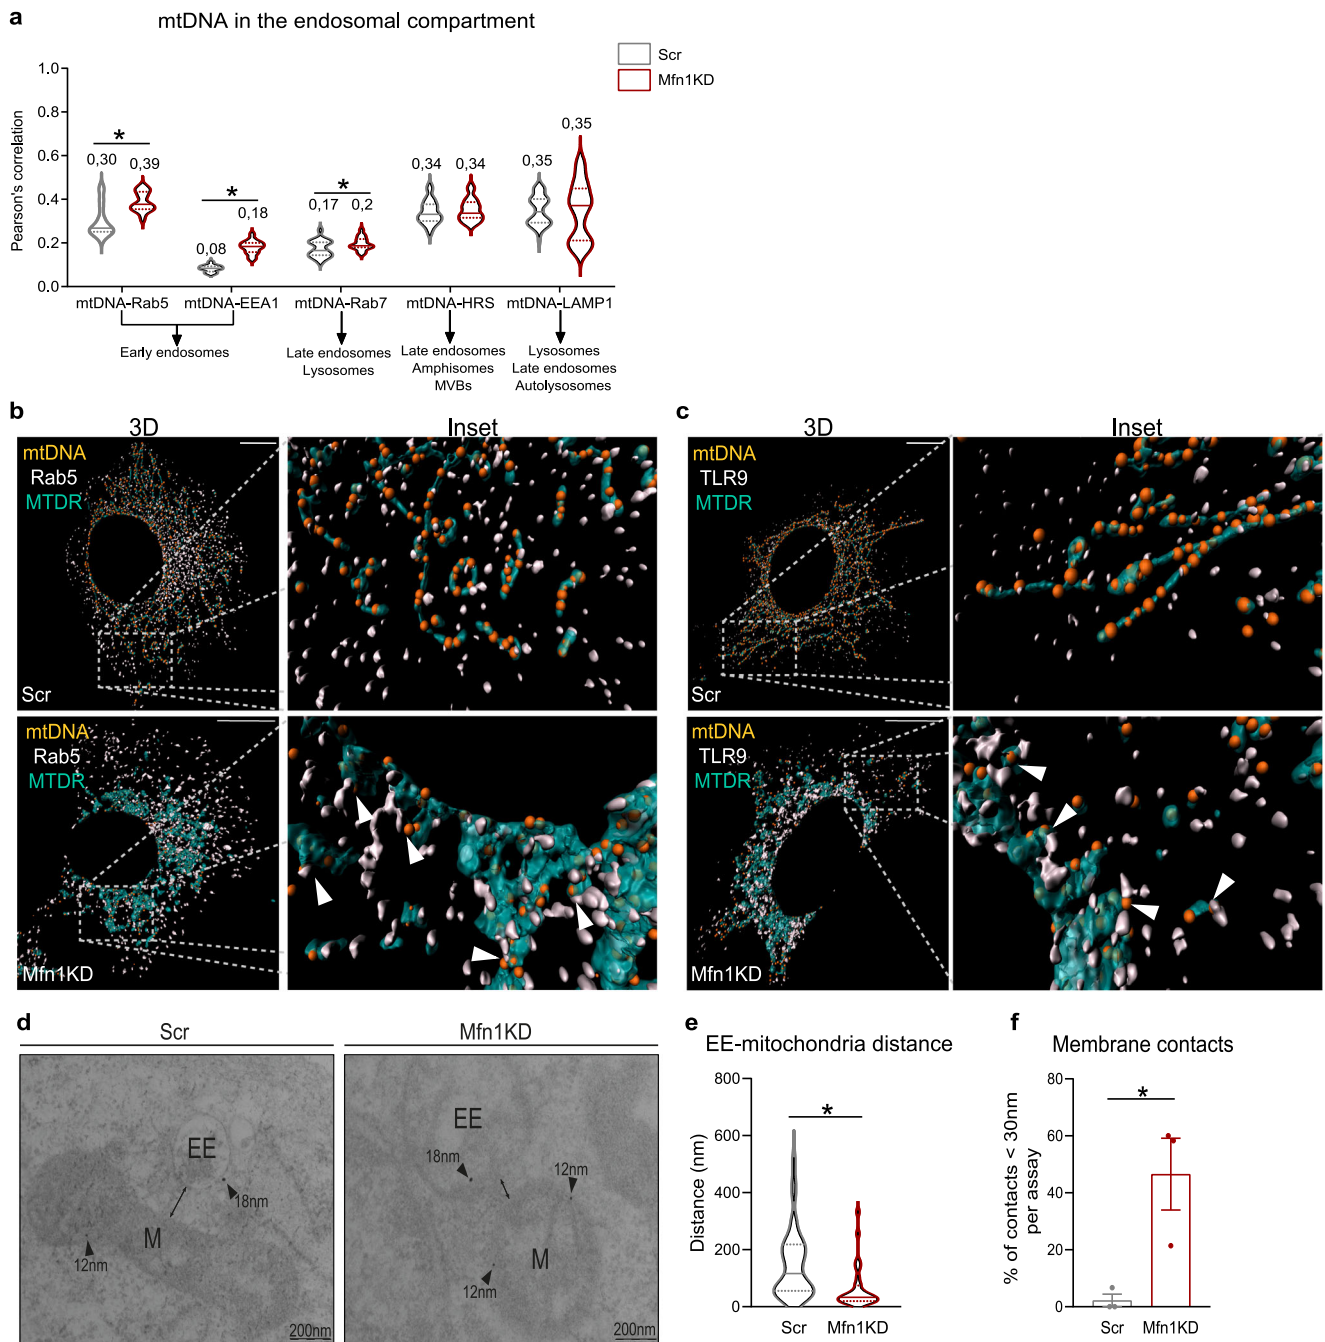 a
mtDNA in the endosomal compartment
Scr
Mfn1KD
Pearson's correlation
1.0
0.8
0.6
0.4
0.2
0.0
*
0,30
0,39
*
0,08
0,18
*
0,17
0,2
0,34
0,34
0,35
0,35
mtDNA-Rab5
mtDNA-EEA1
mtDNA-Rab7
mtDNA-HRS
mtDNA-LAMP1
Early endosomes
Late endosomes
Lysosomes
Late endosomes
Amphisomes
MVBs
Lysosomes
Late endosomes
Autolysosomes
b
3D
Inset
mtDNA
Rab5
MTDR
Scr
mtDNA
Rab5
MTDR
Mfn1KD
c
3D
Inset
mtDNA
TLR9
MTDR
Scr
mtDNA
TLR9
MTDR
Mfn1KD
d
Scr
Mfn1KD
EE
18nm
M
12nm
200nm
EE
18nm
12nm
M
12nm
200nm
e
EE-mitochondria distance
Distance (nm)
800
600
400
200
0
*
Scr
Mfn1KD
f
Membrane contacts
% of contacts < 30nm
per assay
80
60
40
20
0
*
Scr
Mfn1KD